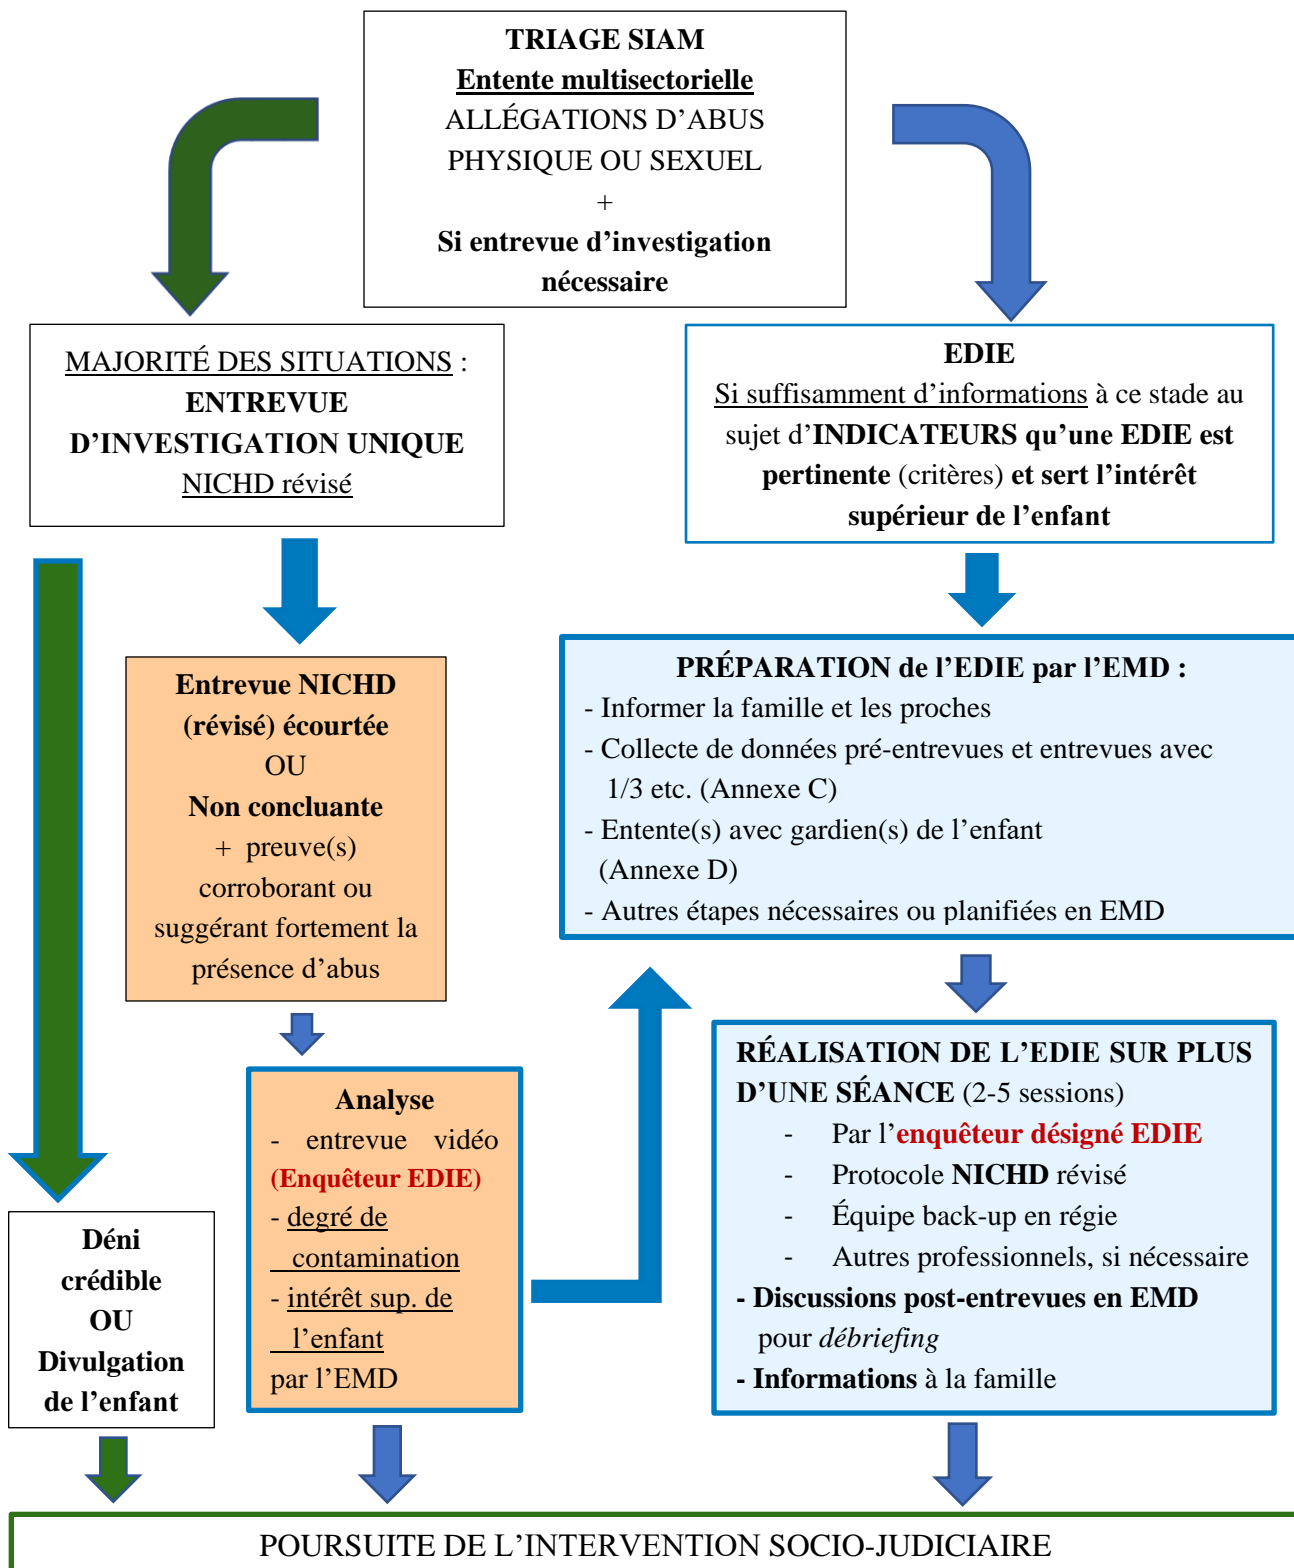 TRIAGE SIAM
Entente multisectorielle
ALLÉGATIONS D’ABUS
PHYSIQUE OU SEXUEL
+
Si entrevue d’investigation
nécessaire
MAJORITÉ DES SITUATIONS :
ENTREVUE
D’INVESTIGATION UNIQUE
NICHD révisé
EDIE
Si suffisamment d’informations à ce stade au
sujet d’INDICATEURS qu’une EDIE est
pertinente (critères) et sert l’intérêt
supérieur de l’enfant
Entrevue NICHD
(révisé) écourtée
OU
Non concluante
+ preuve(s)
corroborant ou
suggérant fortement la
présence d’abus
PRÉPARATION de l’EDIE par l’EMD :
- Informer la famille et les proches
- Collecte de données pré-entrevues et entrevues avec
1/3 etc. (Annexe C)
- Entente(s) avec gardien(s) de l’enfant
(Annexe D)
- Autres étapes nécessaires ou planifiées en EMD
Analyse
- entrevue vidéo
(Enquêteur EDIE)
- degré de
contamination
- intérêt sup. de
l’enfant
par l’EMD
RÉALISATION DE L’EDIE SUR PLUS
D’UNE SÉANCE (2-5 sessions)
- Par l’enquêteur désigné EDIE
- Protocole NICHD révisé
- Équipe back-up en régie
- Autres professionnels, si nécessaire
- Discussions post-entrevues en EMD
pour débriefing
- Informations à la famille
Déni
crédible
OU
Divulgation
de l’enfant
POURSUITE DE L’INTERVENTION SOCIO-JUDICIAIRE